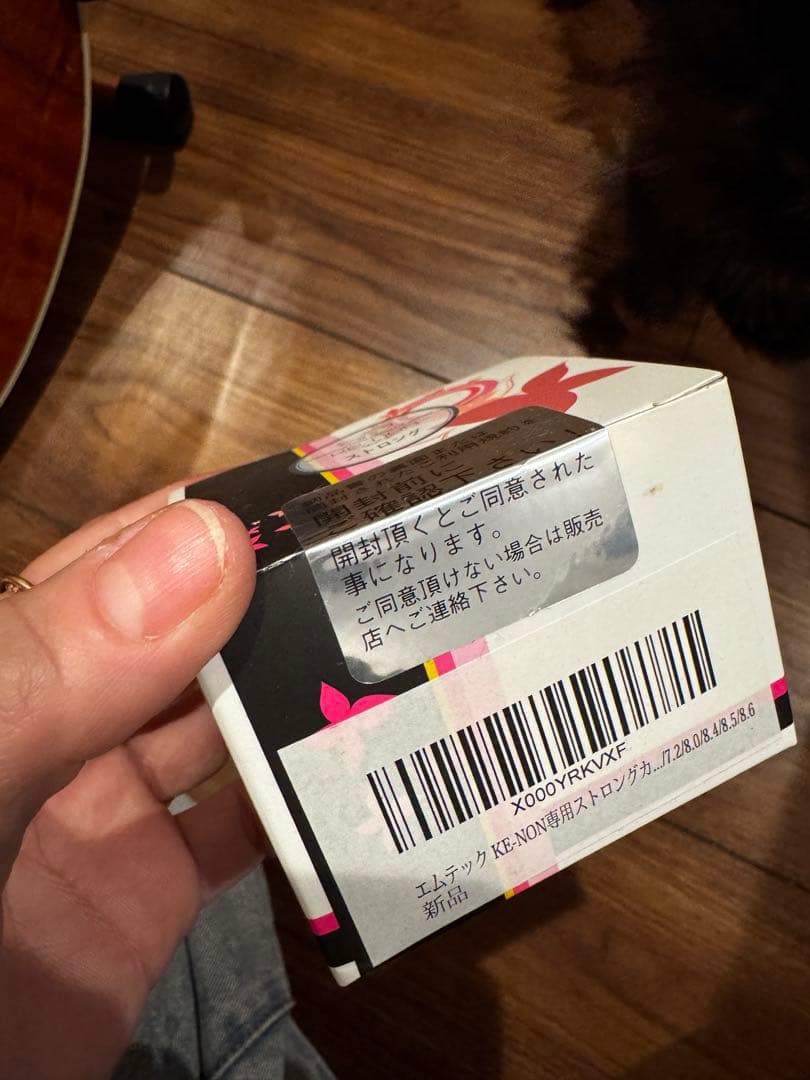 ストロング
開封前に
ご確認下さい！
開封頂くとご同意された
事になります。
ご同意頂けない場合は販売
店へご連絡下さい。
X000YRKVXF
エムテック KE-NON専用ストロングカ.../7.2/8.0/8.4/8.5/8.6
新品